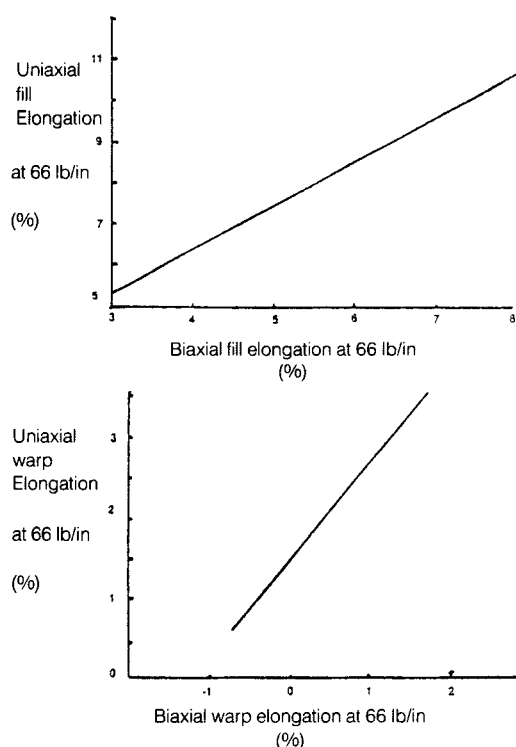 Uniaxial
fill
Elongation
at 66 lb/in
(%)
11
9
7
5
3 4 5 6 7 8
Biaxial fill elongation at 66 lb/in
(%)
Uniaxial
warp
Elongation
at 66 lb/in
(%)
3
2
1
0
-1 0 1 2
Biaxial warp elongation at 66 lb/in
(%)